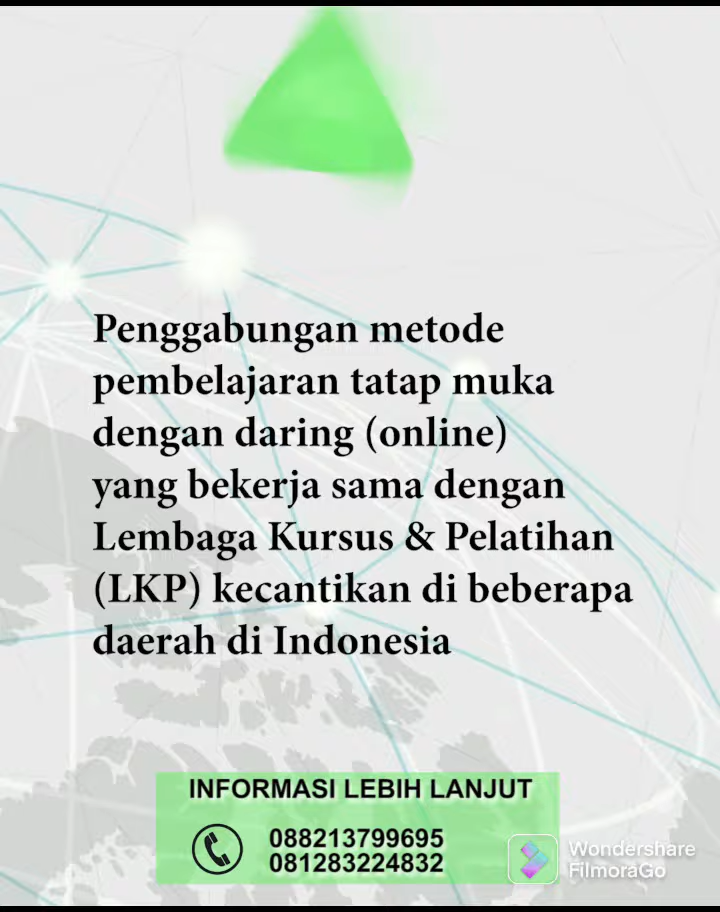 Penggabungan metode
pembelajaran tatap muka
dengan daring (online)
yang bekerja sama dengan
Lembaga Kursus & Pelatihan
(LKP) kecantikan di beberapa
daerah di Indonesia
INFORMASI LEBIH LANJUT
088213799695
081283224832
Wondershare
FilmoraGo